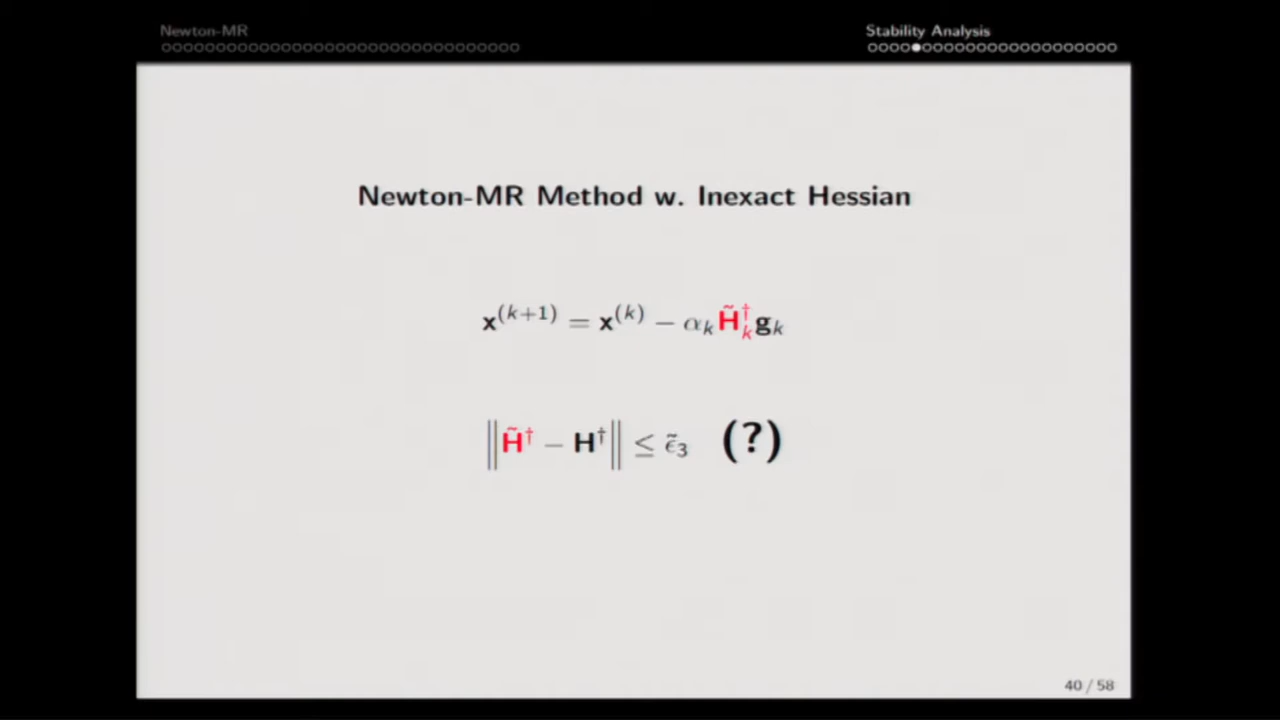 Newton-MR
Stability Analysis
Newton-MR Method w. Inexact Hessian
x^{(k+1)} = x^{(k)} − α_k H̃_k^† g_k
‖H̃^† − H^†‖ ≤ ε̃_3 (?)
40 / 58